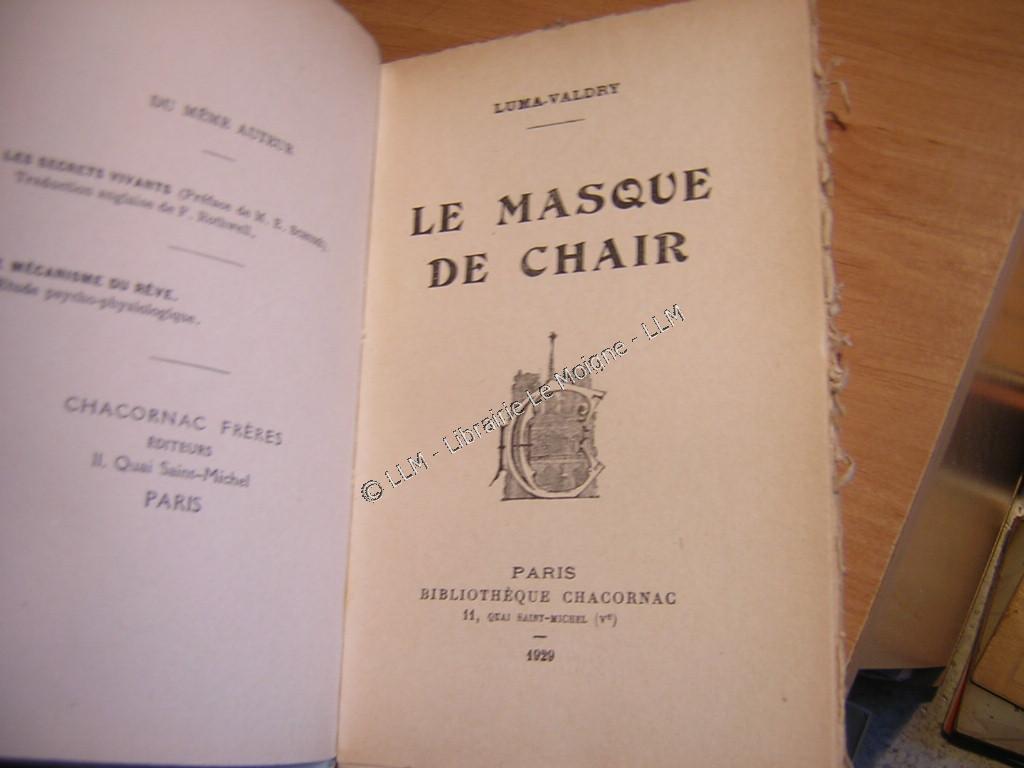 DU MÊME AUTEUR
LES SECRETS VIVANTS (Préface de M. E.
Traduction anglaise de F. Rothwell.
MÉCANISME DU RÊVE.
Etude psycho-physiologique.
CHACORNAC FRÈRES
ÉDITEURS
11, Quai Saint-Michel
PARIS
LUMA-VALDRY
LE MASQUE
DE CHAIR
© LLM - Librairie Le Moigne - LLM
PARIS
BIBLIOTHÈQUE CHACORNAC
11, QUAI SAINT-MICHEL (Ve)
1929